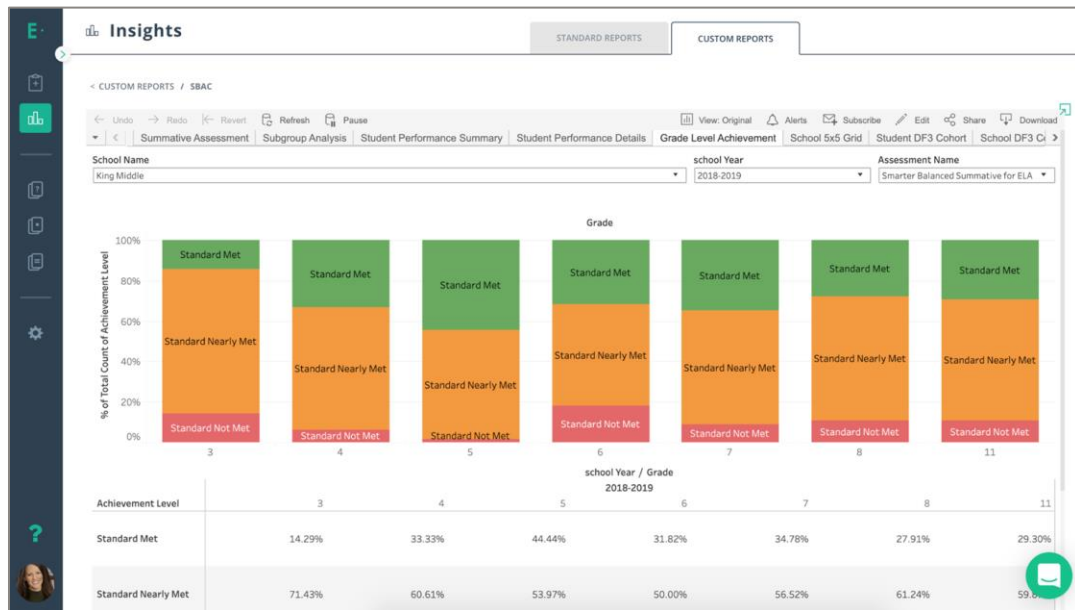 E·
Insights
STANDARD REPORTS
CUSTOM REPORTS
< CUSTOM REPORTS / SBAC
Undo Redo Revert Refresh Pause View: Original Alerts Subscribe Edit Share Download
Summative Assessment Subgroup Analysis Student Performance Summary Student Performance Details Grade Level Achievement School 5x5 Grid Student DF3 Cohort School DF3
School Name school Year Assessment Name
King Middle 2018-2019 Smarter Balanced Summative for ELA
Grade
% of Total Count of Achievement Level
100%
80%
60%
40%
20%
0%
Standard Met Standard Met Standard Met Standard Met Standard Met Standard Met Standard Met
Standard Nearly Met Standard Nearly Met Standard Nearly Met Standard Nearly Met Standard Nearly Met Standard Nearly Met Standard Nearly Met
Standard Not Met Standard Not Met Standard Not Met Standard Not Met Standard Not Met Standard Not Met Standard Not Met
3 4 5 6 7 8 11
school Year / Grade
2018-2019
Achievement Level 3 4 5 6 7 8 11
Standard Met 14.29% 33.33% 44.44% 31.82% 34.78% 27.91% 29.30%
Standard Nearly Met 71.43% 60.61% 53.97% 50.00% 56.52% 61.24%
?